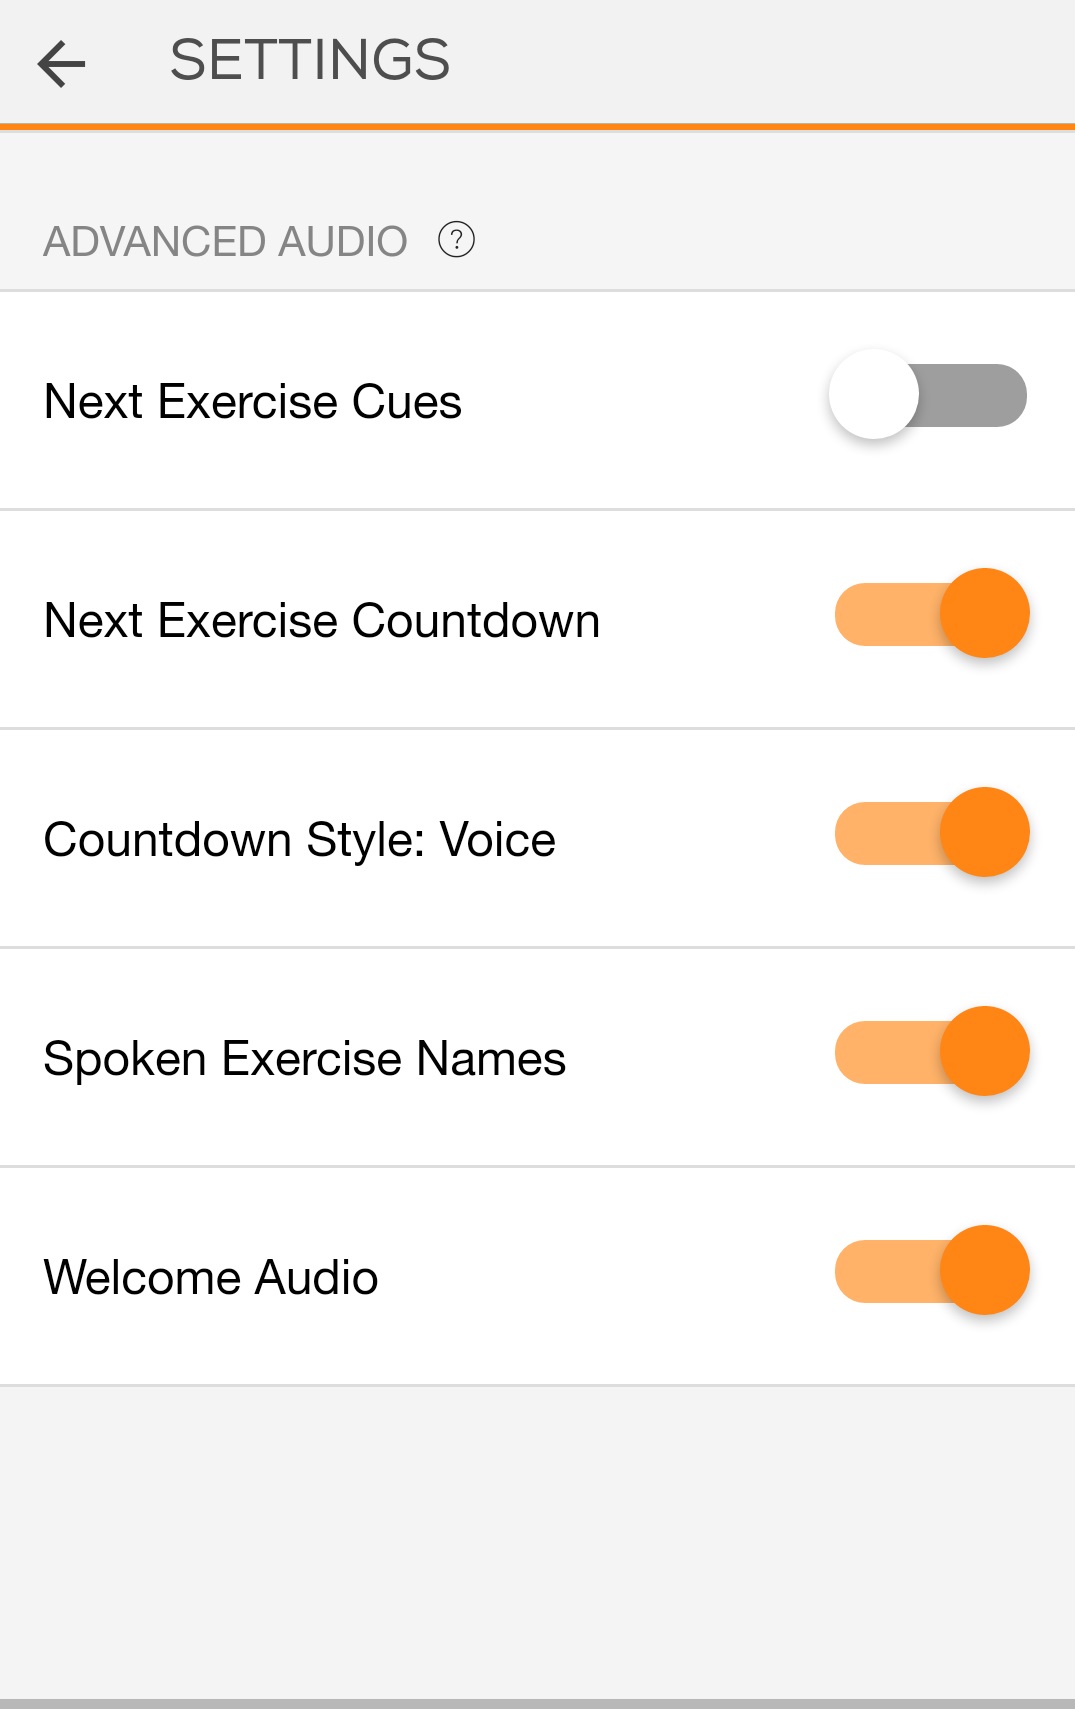 SETTINGS
ADVANCED AUDIO ?
Next Exercise Cues
Next Exercise Countdown
Countdown Style: Voice
Spoken Exercise Names
Welcome Audio